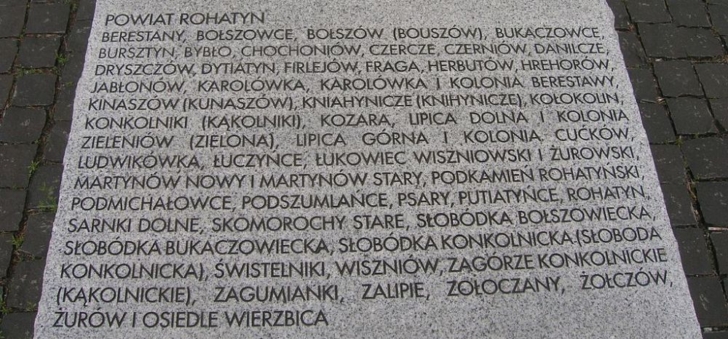 POWIAT ROHATYN
BERESTANY, BOŁSZOWCE, BOŁSZÓW (BOUSZÓW), BUKACZOWCE,
BURSZTYN, BYBŁO, CHOCHONIÓW, CZERCZE, CZERNIÓW, DANILCZE,
DRYSZCZÓW, DYTIATYN, FIRLEJÓW, FRAGA, HERBUTÓW, HREHORÓW,
JABŁONÓW, KAROLÓWKA, KAROLÓWKA I KOLONIA BERESTAWY,
KINASZÓW (KUNASZÓW), KNIAHYNICZE (KNIHYNICZE), KOŁOKOLIN,
KONKOLNIKI (KĄKOLNIKI), KOZARA, LIPICA DOLNA I KOLONIA
ZIELENIÓW (ZIELONA), LIPICA GÓRNA I KOLONIA CUĆKÓW,
LUDWIKÓWKA, ŁUCZYŃCE, ŁUKOWIEC WISZNIOWSKI I ŻUROWSKI,
MARTYNÓW NOWY I MARTYNÓW STARY, PODKAMIEŃ ROHATYŃSKI,
PODMICHAŁOWCE, PODSZUMLAŃCE, PSARY, PUTIATYŃCE, ROHATYN,
SARNKI DOLNE, SKOMOROCHY STARE, SŁOBÓDKA BOŁSZOWIECKA,
SŁOBÓDKA BUKACZOWIECKA, SŁOBÓDKA KONKOLNICKA (SŁOBODA
KONKOLNICKA), ŚWISTELNIKI, WISZNIÓW, ZAGÓRZE KONKOLNICKIE
(KĄKOLNICKIE), ZAGUMIANKI, ZALIPIE, ZOŁOCZANY, ŻOŁCZÓW,
ŻURÓW I OSIEDLE WIERZBICA